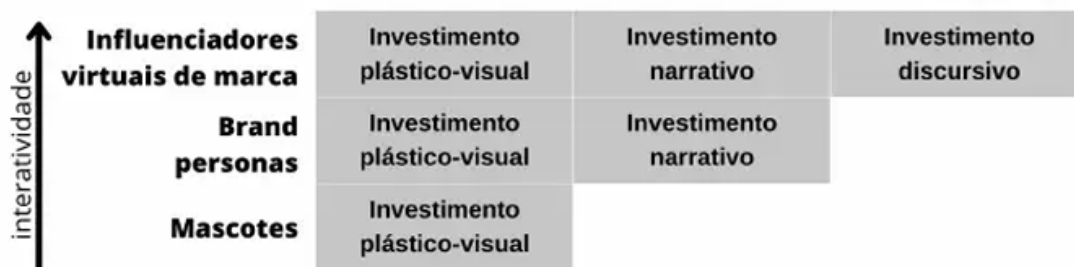 interatividade
Influenciadores
virtuais de marca
Investimento
plástico-visual
Investimento
narrativo
Investimento
discursivo
Brand
personas
Investimento
plástico-visual
Investimento
narrativo
Mascotes
Investimento
plástico-visual